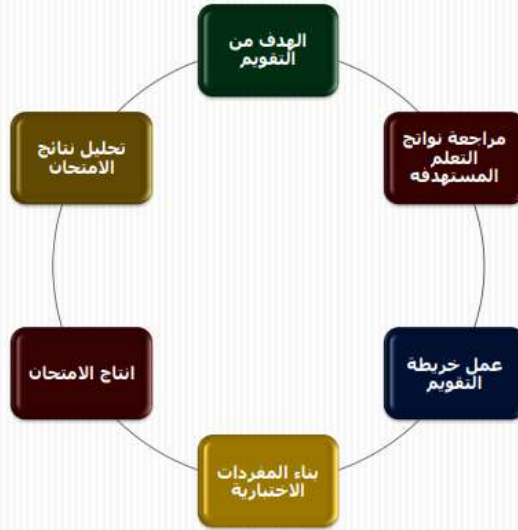 الهدف من
التقويم
مراجعة نواتج
التعلم
المستهدفه
عمل خريطة
التقويم
بناء المفردات
الاختبارية
انتاج الامتحان
تحليل نتائج
الامتحان